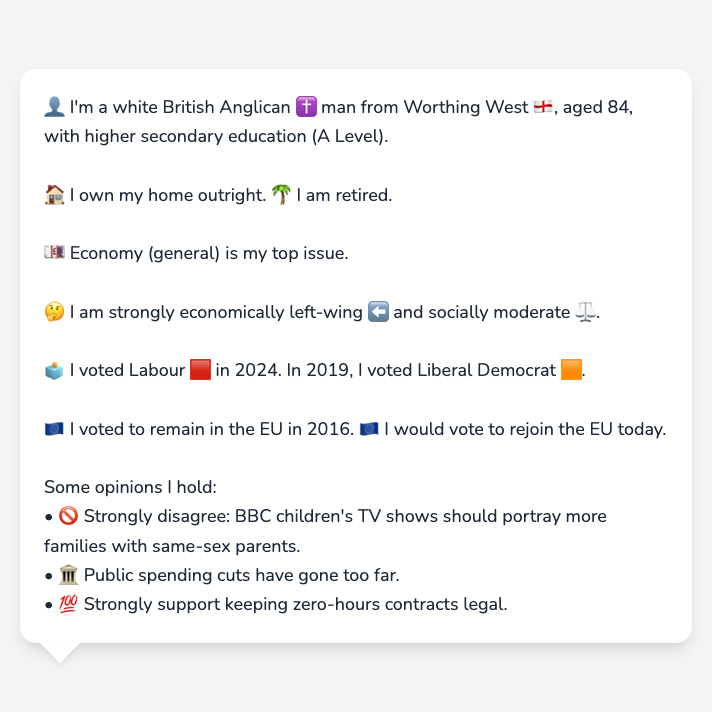 👤 I'm a white British Anglican ✝️ man from Worthing West 🏴󠁧󠁢󠁥󠁮󠁧󠁿, aged 84,
with higher secondary education (A Level).
🏠 I own my home outright. 🌴 I am retired.
💷 Economy (general) is my top issue.
🤔 I am strongly economically left-wing ⬅️ and socially moderate ⚖️.
🗳️ I voted Labour 🟥 in 2024. In 2019, I voted Liberal Democrat 🟧.
🇪🇺 I voted to remain in the EU in 2016. 🇪🇺 I would vote to rejoin the EU today.
Some opinions I hold:
• 🚫 Strongly disagree: BBC children's TV shows should portray more
families with same-sex parents.
• 🏛️ Public spending cuts have gone too far.
• 💯 Strongly support keeping zero-hours contracts legal.